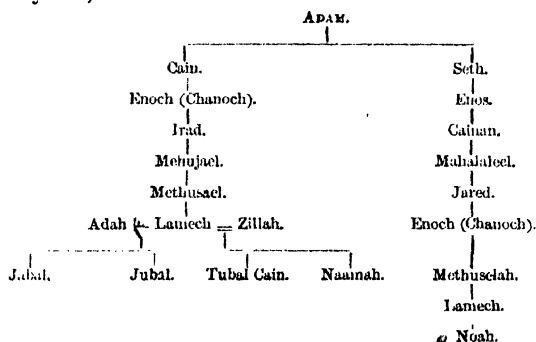 ADAM.
Cain. Seth.
Enoch (Chanoch). Enos.
Irad. Cainan.
Mehujael. Mahalaleel.
Methusael. Jared.
Adah = Lamech = Zillah. Enoch (Chanoch).
Jabal. Jubal. Tubal Cain. Naamah. Methuselah.
Lamech.
Noah.